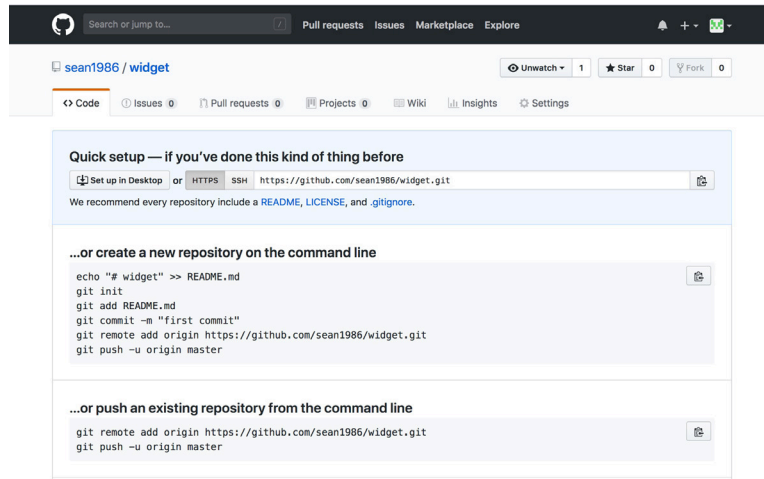 Search or jump to... / Pull requests Issues Marketplace Explore
sean1986 / widget Unwatch 1 Star 0 Fork 0
<> Code Issues 0 Pull requests 0 Projects 0 Wiki Insights Settings
Quick setup — if you’ve done this kind of thing before
Set up in Desktop or HTTPS SSH https://github.com/sean1986/widget.git
We recommend every repository include a README, LICENSE, and .gitignore.
...or create a new repository on the command line
echo "# widget" >> README.md
git init
git add README.md
git commit -m "first commit"
git remote add origin https://github.com/sean1986/widget.git
git push -u origin master
...or push an existing repository from the command line
git remote add origin https://github.com/sean1986/widget.git
git push -u origin master